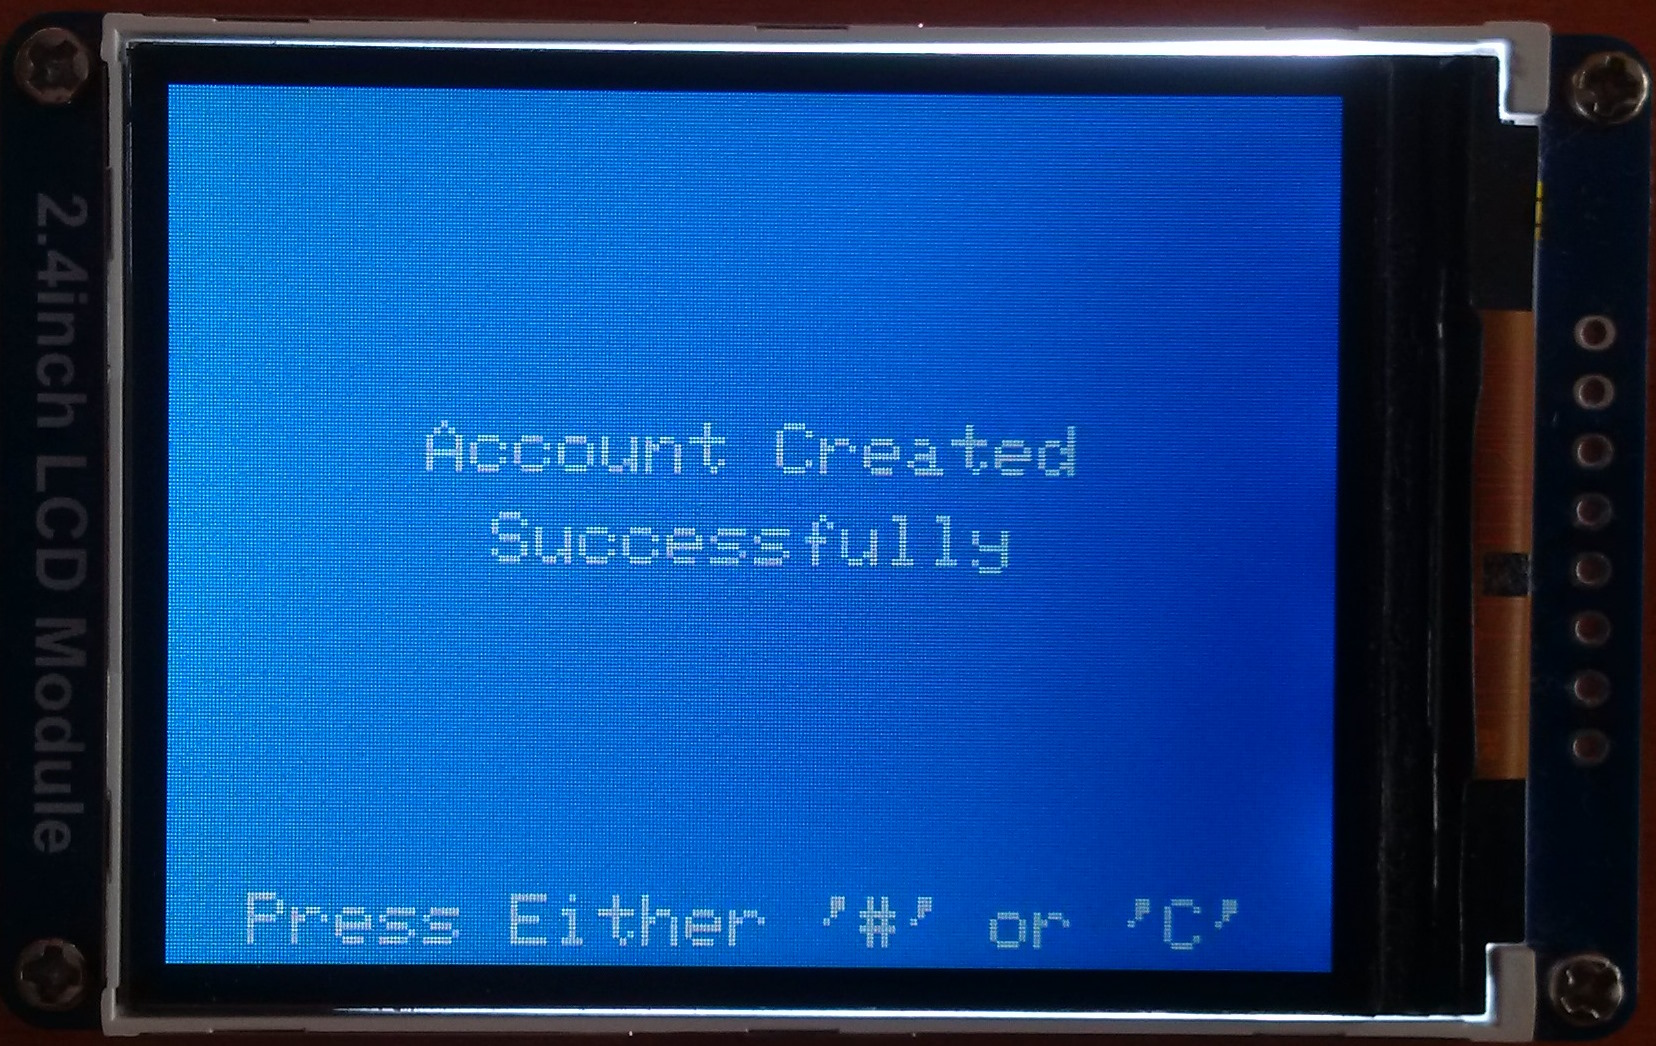 2.4inch LCD Module
Account Created
Successfully
Press Either '#' or 'C'